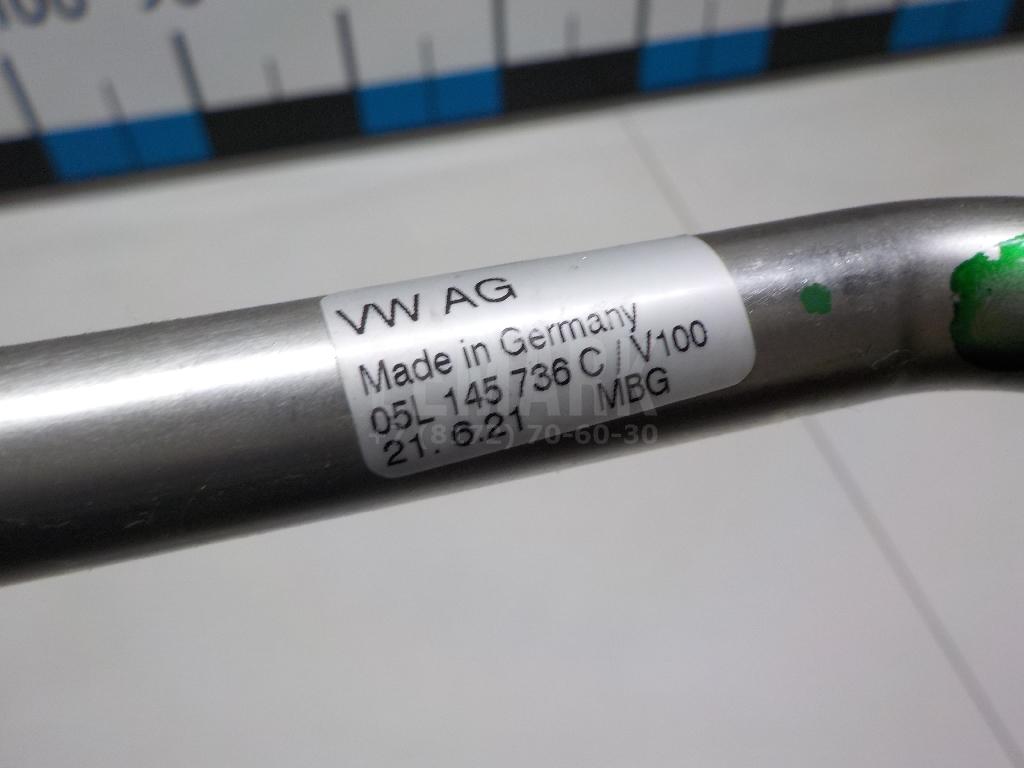 VW AG
Made in Germany
05L 145 736 C / V100
21. 6.21 MBG
70-60-30